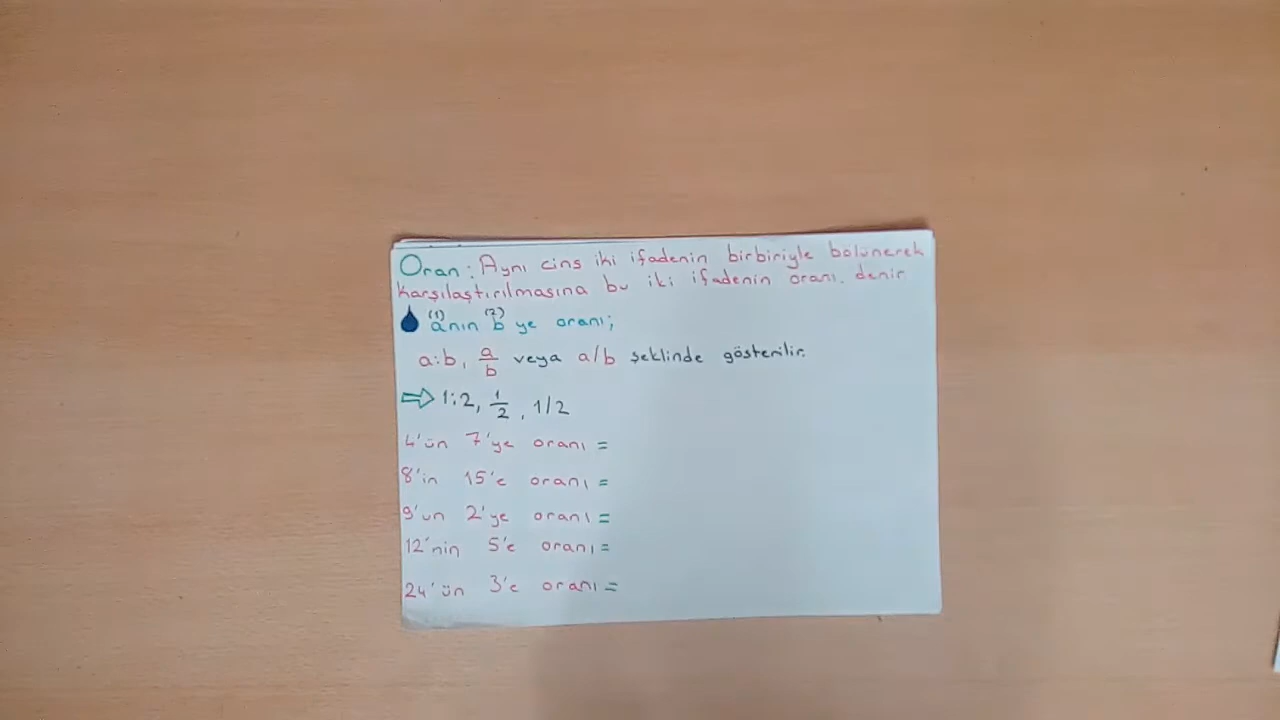 Oran: Aynı cins iki ifadenin birbiriyle bölünerek
karşılaştırılmasına bu iki ifadenin oranı. denir
(1) (2)
anın b ye oranı;
a:b, a/b veya a/b şeklinde gösterilir.
⇒ 1:2, 1/2, 1/2
4'ün 7'ye oranı =
8'in 15'e oranı =
9'un 2'ye oranı =
12'nin 5'e oranı =
24'ün 3'e oranı =